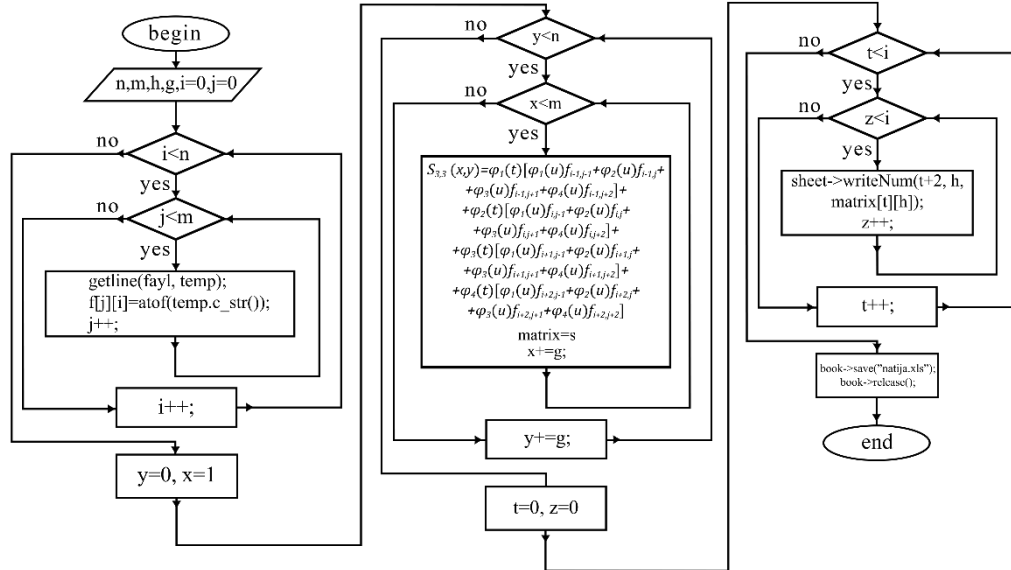 begin
n,m,h,g,i=0,j=0
no
i<n
yes
no
j<m
yes
getline(fayl, temp);
f[j][i]=atof(temp.c_str());
j++;
i++;
y=0, x=1
no
y<n
yes
no
x<m
yes
S₃,₃ (x,y)=φ₁(t)[φ₁(u)fᵢ₋₁,ⱼ₋₁+φ₂(u)fᵢ₋₁,ⱼ+
+φ₃(u)fᵢ₋₁,ⱼ₊₁+φ₄(u)fᵢ₋₁,ⱼ₊₂]+
+φ₂(t)[φ₁(u)fᵢ,ⱼ₋₁+φ₂(u)fᵢ,ⱼ+
+φ₃(u)fᵢ,ⱼ₊₁+φ₄(u)fᵢ,ⱼ₊₂]+
+φ₃(t)[φ₁(u)fᵢ₊₁,ⱼ₋₁+φ₂(u)fᵢ₊₁,ⱼ+
+φ₃(u)fᵢ₊₁,ⱼ₊₁+φ₄(u)fᵢ₊₁,ⱼ₊₂]+
+φ₄(t)[φ₁(u)fᵢ₊₂,ⱼ₋₁+φ₂(u)fᵢ₊₂,ⱼ+
+φ₃(u)fᵢ₊₂,ⱼ₊₁+φ₄(u)fᵢ₊₂,ⱼ₊₂]
matrix=s
x+=g;
y+=g;
t=0, z=0
no
t<i
yes
no
z<i
yes
sheet->writeNum(t+2, h,
matrix[t][h]);
z++;
t++;
book->save("natija.xls");
book->release();
end